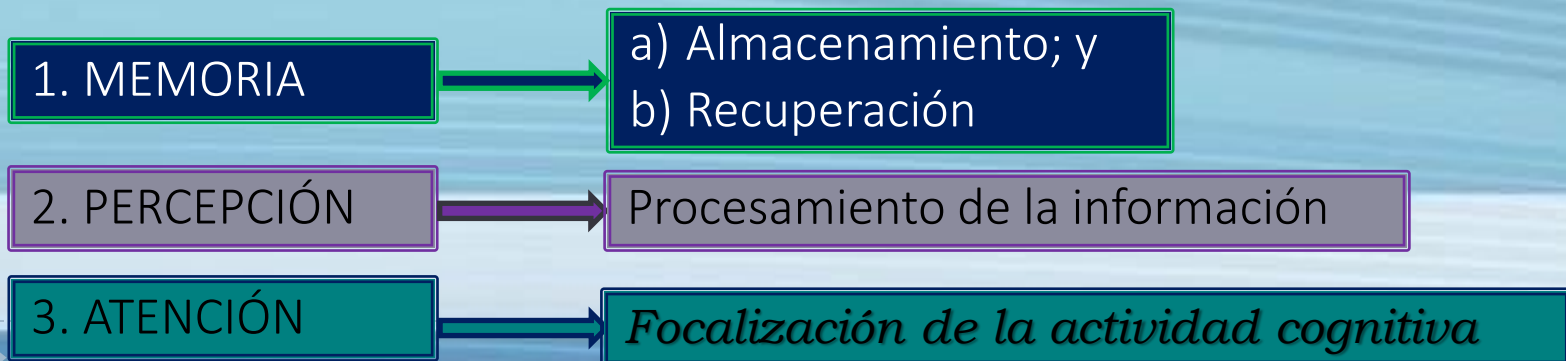 1. MEMORIA
a) Almacenamiento; y
b) Recuperación
2. PERCEPCIÓN
Procesamiento de la información
3. ATENCIÓN
Focalización de la actividad cognitiva